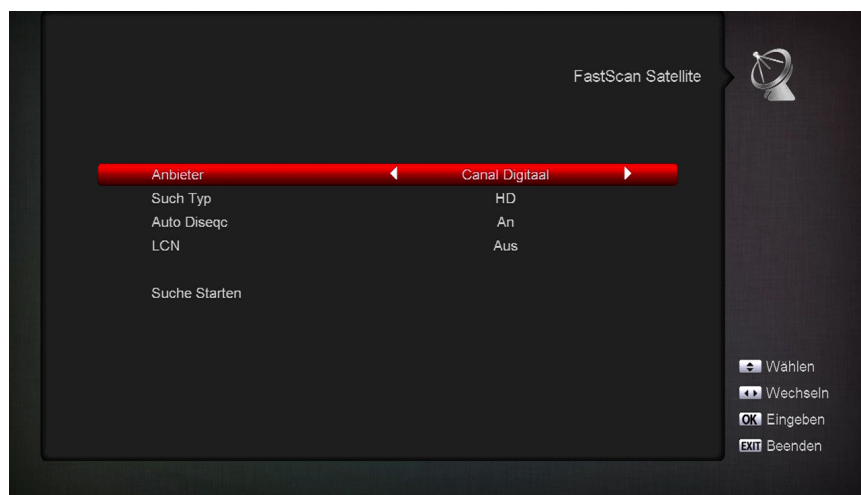 FastScan Satellite
Anbieter Canal Digitaal
Such Typ HD
Auto Diseqc An
LCN Aus
Suche Starten
Wählen
Wechseln
OK Eingeben
EXIT Beenden